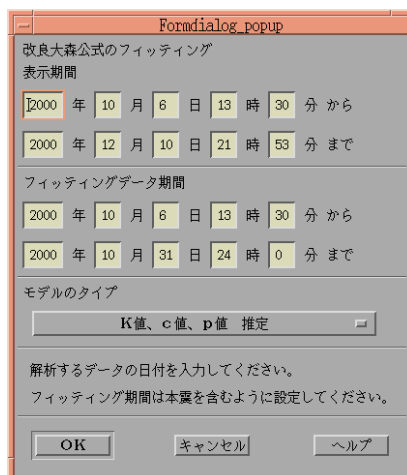 Formdialog_popup
改良大森公式のフィッティング
表示期間
2000 年 10 月 6 日 13 時 30 分 から
2000 年 12 月 10 日 21 時 53 分 まで
フィッティングデータ期間
2000 年 10 月 6 日 13 時 30 分 から
2000 年 10 月 31 日 24 時 0 分 まで
モデルのタイプ
K値、c値、p値 推定
解析するデータの日付を入力してください。
フィッティング期間は本震を含むように設定してください。
OK キャンセル ヘルプ